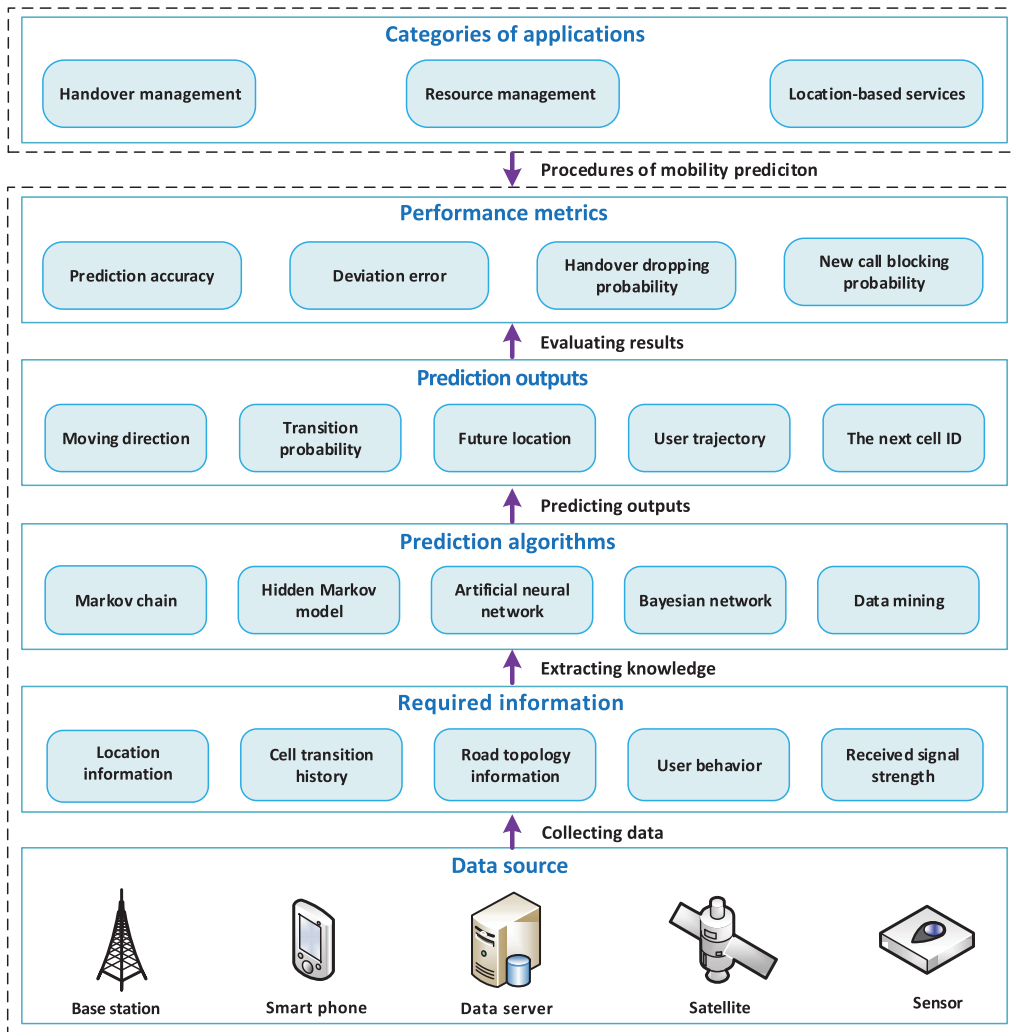 Categories of applications
Handover management
Resource management
Location-based services
Procedures of mobility prediciton
Performance metrics
Prediction accuracy
Deviation error
Handover dropping
probability
New call blocking
probability
Evaluating results
Prediction outputs
Moving direction
Transition
probability
Future location
User trajectory
The next cell ID
Predicting outputs
Prediction algorithms
Markov chain
Hidden Markov
model
Artificial neural
network
Bayesian network
Data mining
Extracting knowledge
Required information
Location
information
Cell transition
history
Road topology
information
User behavior
Received signal
strength
Collecting data
Data source
Base station
Smart phone
Data server
Satellite
Sensor